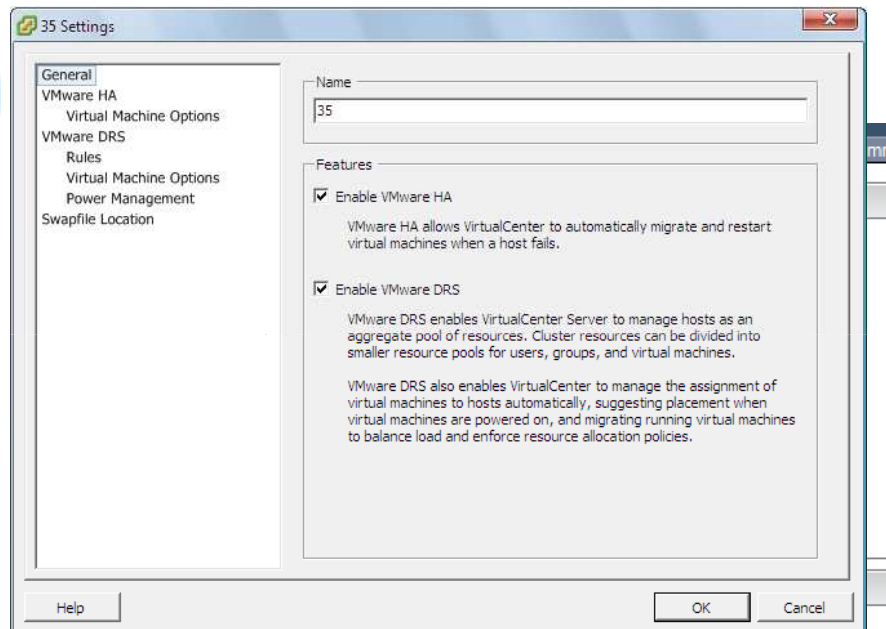 35 Settings
General
VMware HA
Virtual Machine Options
VMware DRS
Rules
Virtual Machine Options
Power Management
Swapfile Location
Name
35
Features
Enable VMware HA
VMware HA allows VirtualCenter to automatically migrate and restart
virtual machines when a host fails.
Enable VMware DRS
VMware DRS enables VirtualCenter Server to manage hosts as an
aggregate pool of resources. Cluster resources can be divided into
smaller resource pools for users, groups, and virtual machines.
VMware DRS also enables VirtualCenter to manage the assignment of
virtual machines to hosts automatically, suggesting placement when
virtual machines are powered on, and migrating running virtual machines
to balance load and enforce resource allocation policies.
Help
OK
Cancel